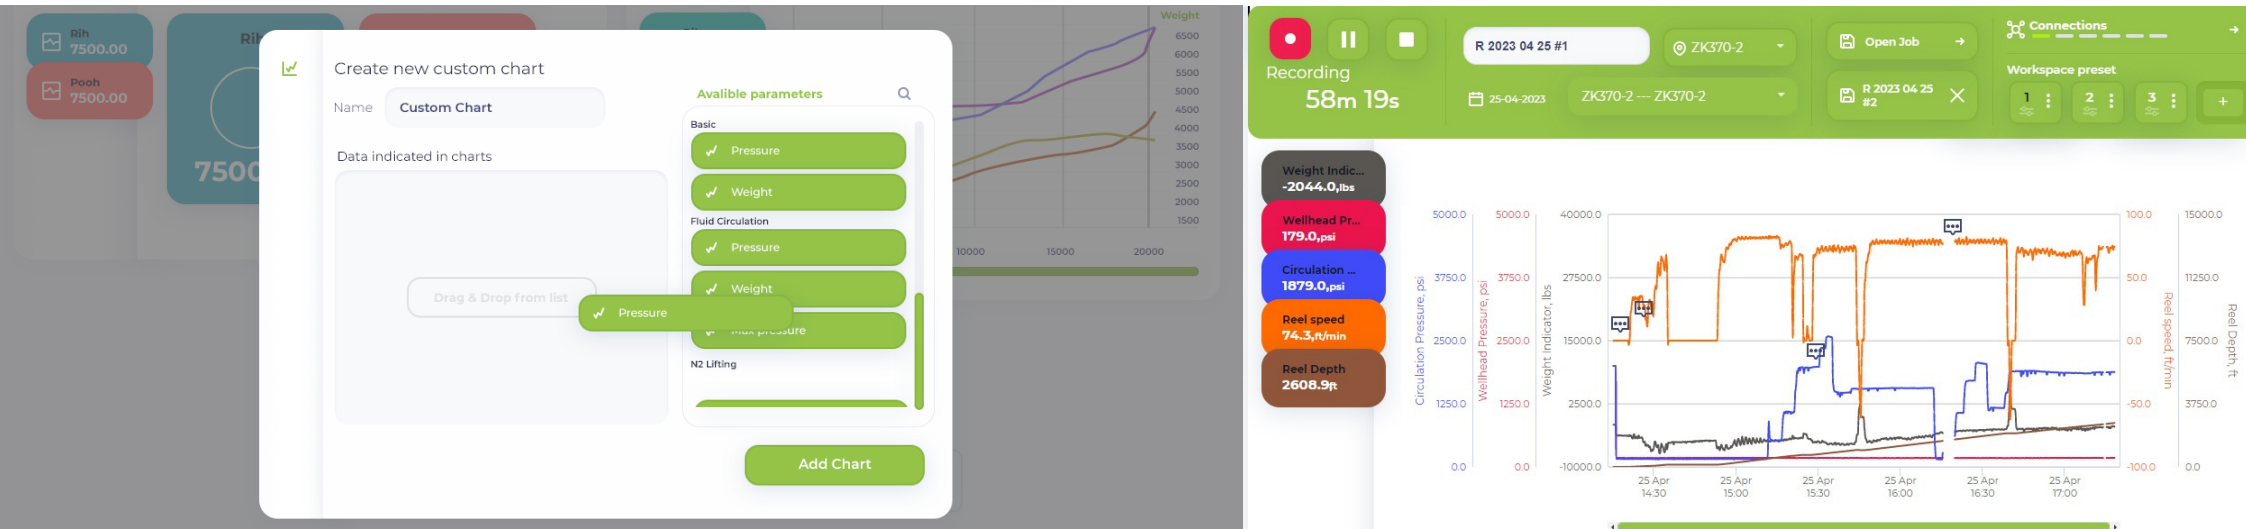 Rih
7500.00
Pooh
7500.00
Rih
7500
Create new custom chart
Name
Custom Chart
Data indicated in charts
Drag & Drop from list
Avalible parameters
Basic
Pressure
Weight
Fluid Circulation
Pressure
Weight
Pressure
Max pressure
N2 Lifting
Add Chart
Weight
6500
6000
5500
5000
4500
4000
3500
3000
2500
2000
1500
10000
15000
20000
Recording
58m 19s
R 2023 04 25 #1
ZK370-2
25-04-2023
ZK370-2 --- ZK370-2
Open Job
R 2023 04 25
#2
Connections
Workspace preset
1
2
3
+
Weight Indic...
-2044.0,lbs
Wellhead Pr...
179.0,psi
Circulation ...
1879.0,psi
Reel speed
74.3,ft/min
Reel Depth
2608.9ft
5000.0
3750.0
2500.0
1250.0
0.0
Circulation Pressure, psi
5000.0
3750.0
2500.0
1250.0
0.0
Wellhead Pressure, psi
40000.0
27500.0
15000.0
2500.0
-10000.0
Weight Indicator, lbs
100.0
50.0
0.0
-50.0
-100.0
Reel speed, ft/min
15000.0
11250.0
7500.0
3750.0
0.0
Reel Depth, ft
25 Apr
14:30
25 Apr
15:00
25 Apr
15:30
25 Apr
16:00
25 Apr
16:30
25 Apr
17:00